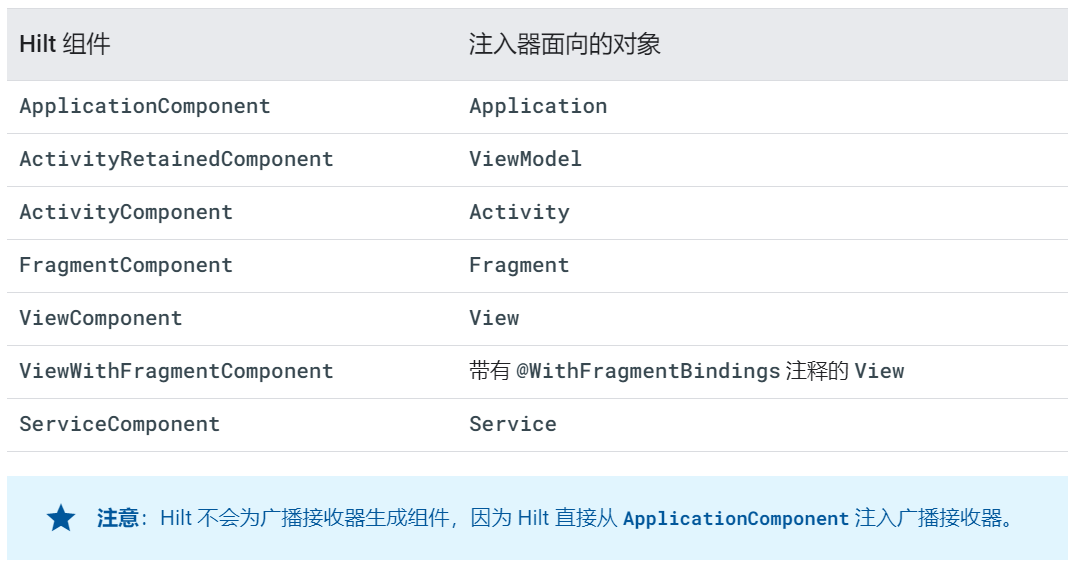 Hilt 组件 注入器面向的对象
ApplicationComponent Application
ActivityRetainedComponent ViewModel
ActivityComponent Activity
FragmentComponent Fragment
ViewComponent View
ViewWithFragmentComponent 带有 @WithFragmentBindings 注释的 View
ServiceComponent Service
注意：Hilt 不会为广播接收器生成组件，因为 Hilt 直接从 ApplicationComponent 注入广播接收器。